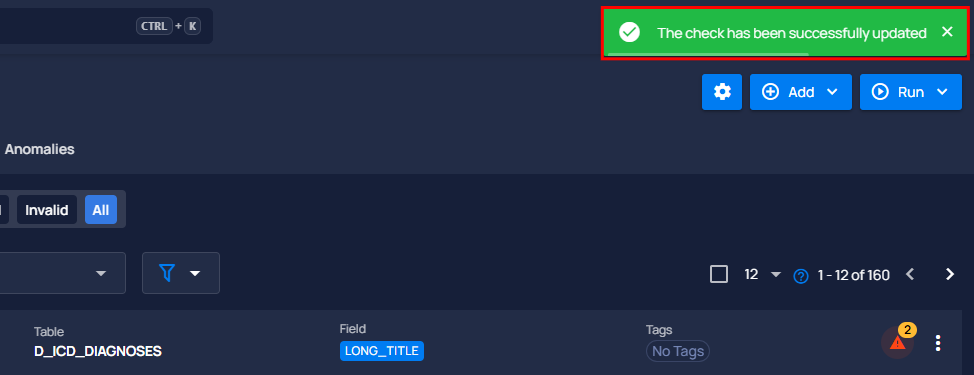 CTRL + K
The check has been successfully updated
Add
Run
Anomalies
Invalid
All
12
1 - 12 of 160
Table
D_ICD_DIAGNOSES
Field
LONG_TITLE
Tags
No Tags
2